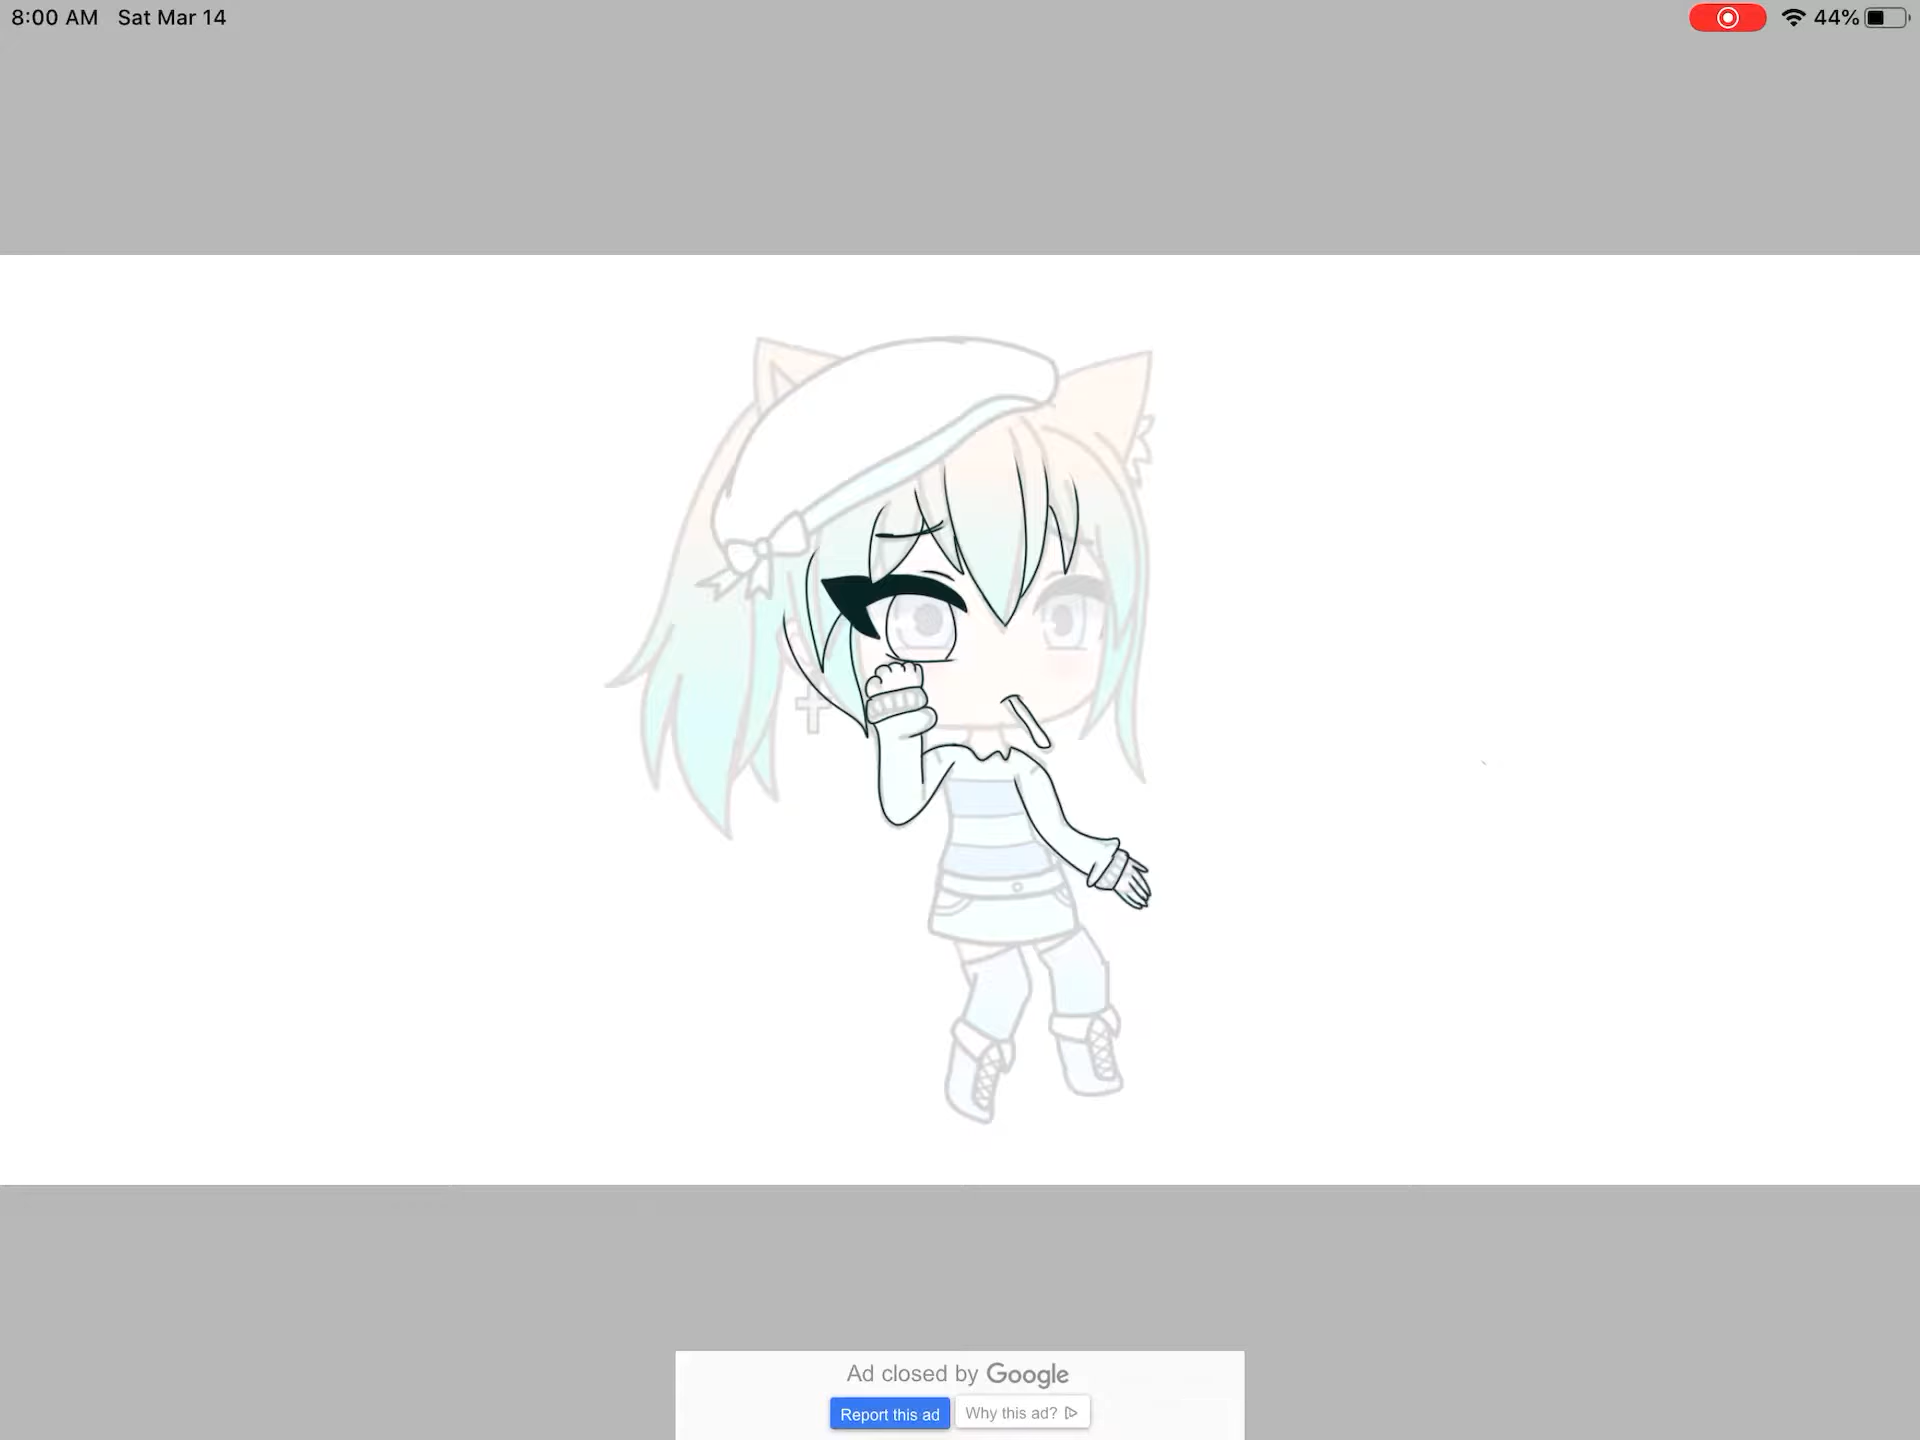 8:00 AM Sat Mar 14
44%
Ad closed by Google
Report this ad
Why this ad?